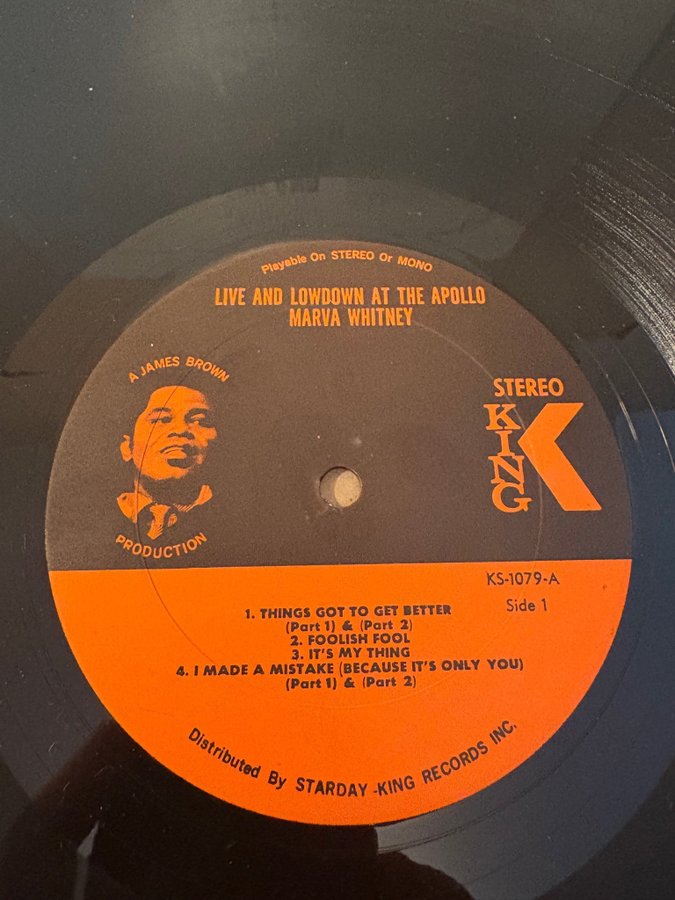 Playable On STEREO Or MONO
LIVE AND LOWDOWN AT THE APOLLO
MARVA WHITNEY
A JAMES BROWN
PRODUCTION
STEREO
KING
K
KS-1079-A
Side 1
1. THINGS GOT TO GET BETTER
(Part 1) & (Part 2)
2. FOOLISH FOOL
3. IT'S MY THING
4. I MADE A MISTAKE (BECAUSE IT'S ONLY YOU)
(Part 1) & (Part 2)
Distributed By STARDAY-KING RECORDS INC.